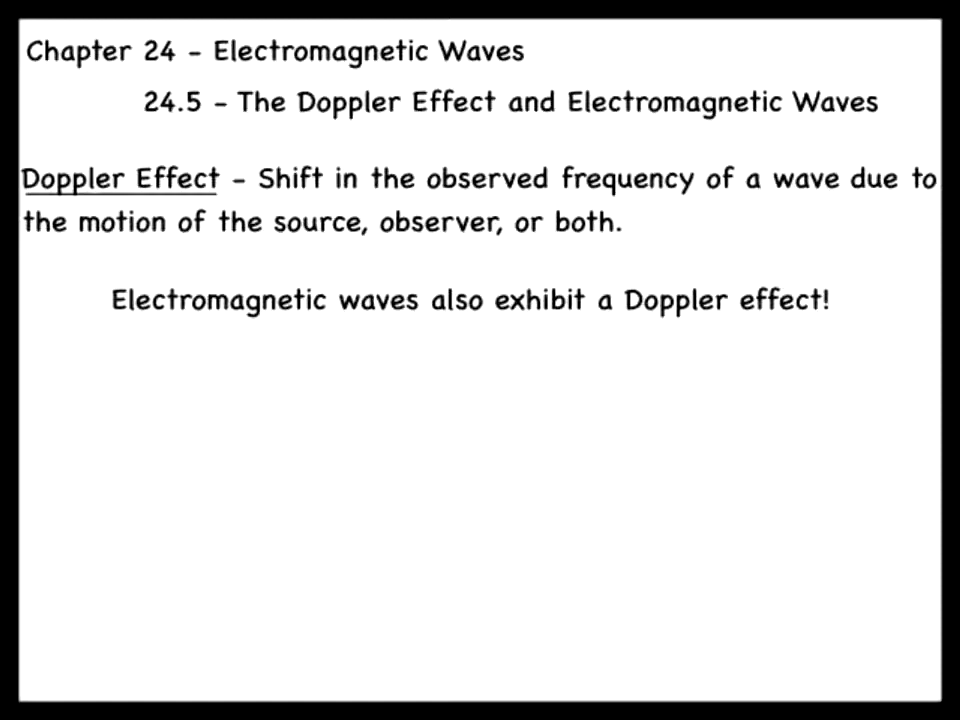 Chapter 24 - Electromagnetic Waves
24.5 - The Doppler Effect and Electromagnetic Waves
Doppler Effect - Shift in the observed frequency of a wave due to
the motion of the source, observer, or both.
Electromagnetic waves also exhibit a Doppler effect!